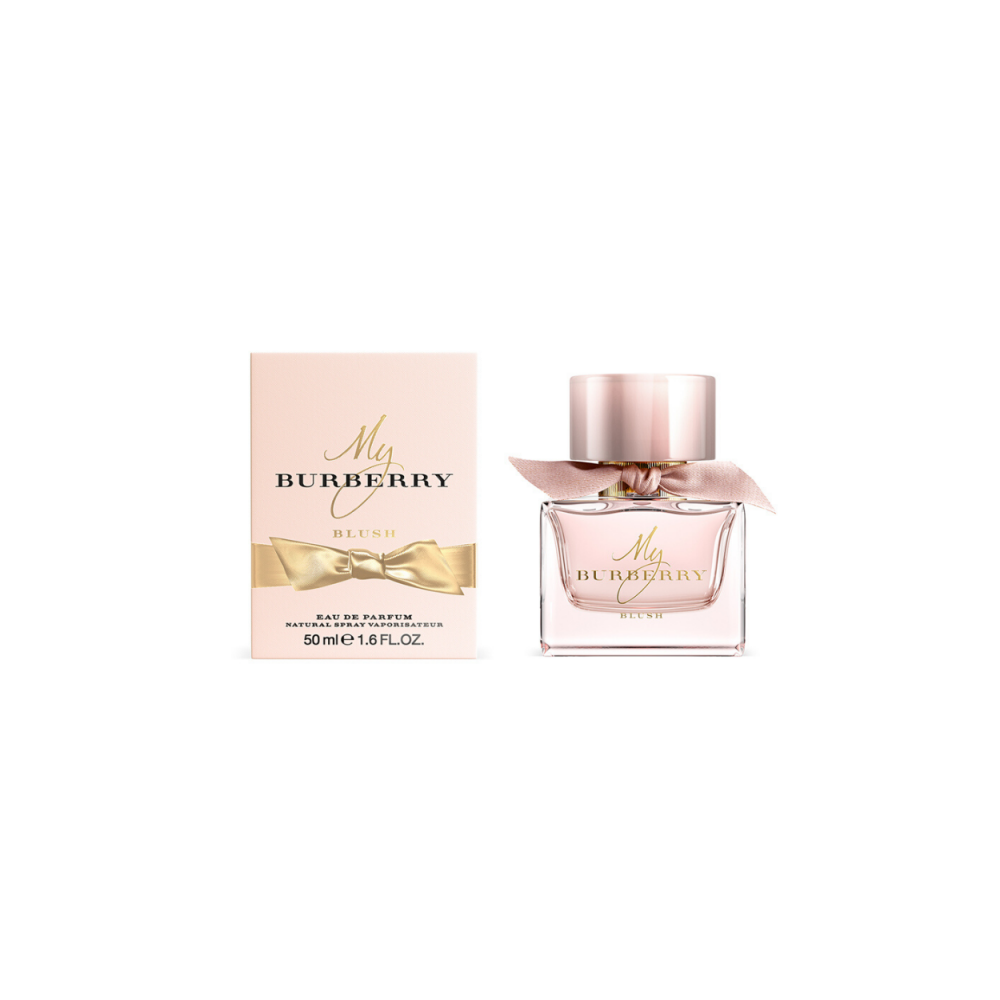 My
BURBERRY
BLUSH
EAU DE PARFUM
NATURAL SPRAY VAPORISATEUR
50 ml e 1.6 FL.OZ.
My
BURBERRY
BLUSH